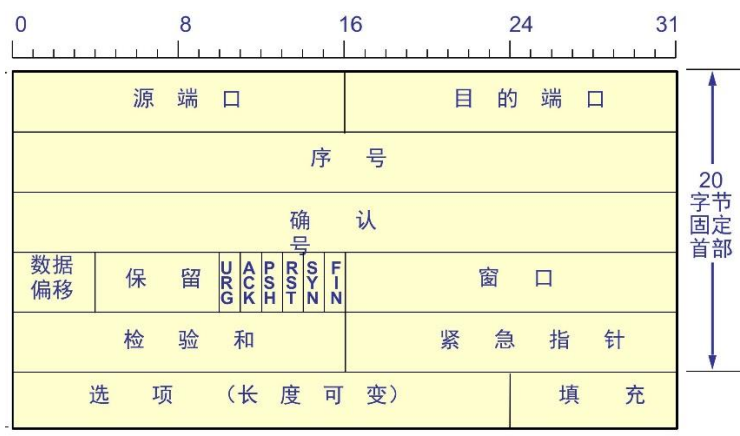 0 8 16 24 31
源端口 目的端口
序号
确认
号
数据
偏移
保留 URG ACK PSH RST SYN FIN 窗口
检验和 紧急指针
选项（长度可变） 填充
20
字节
固定
首部